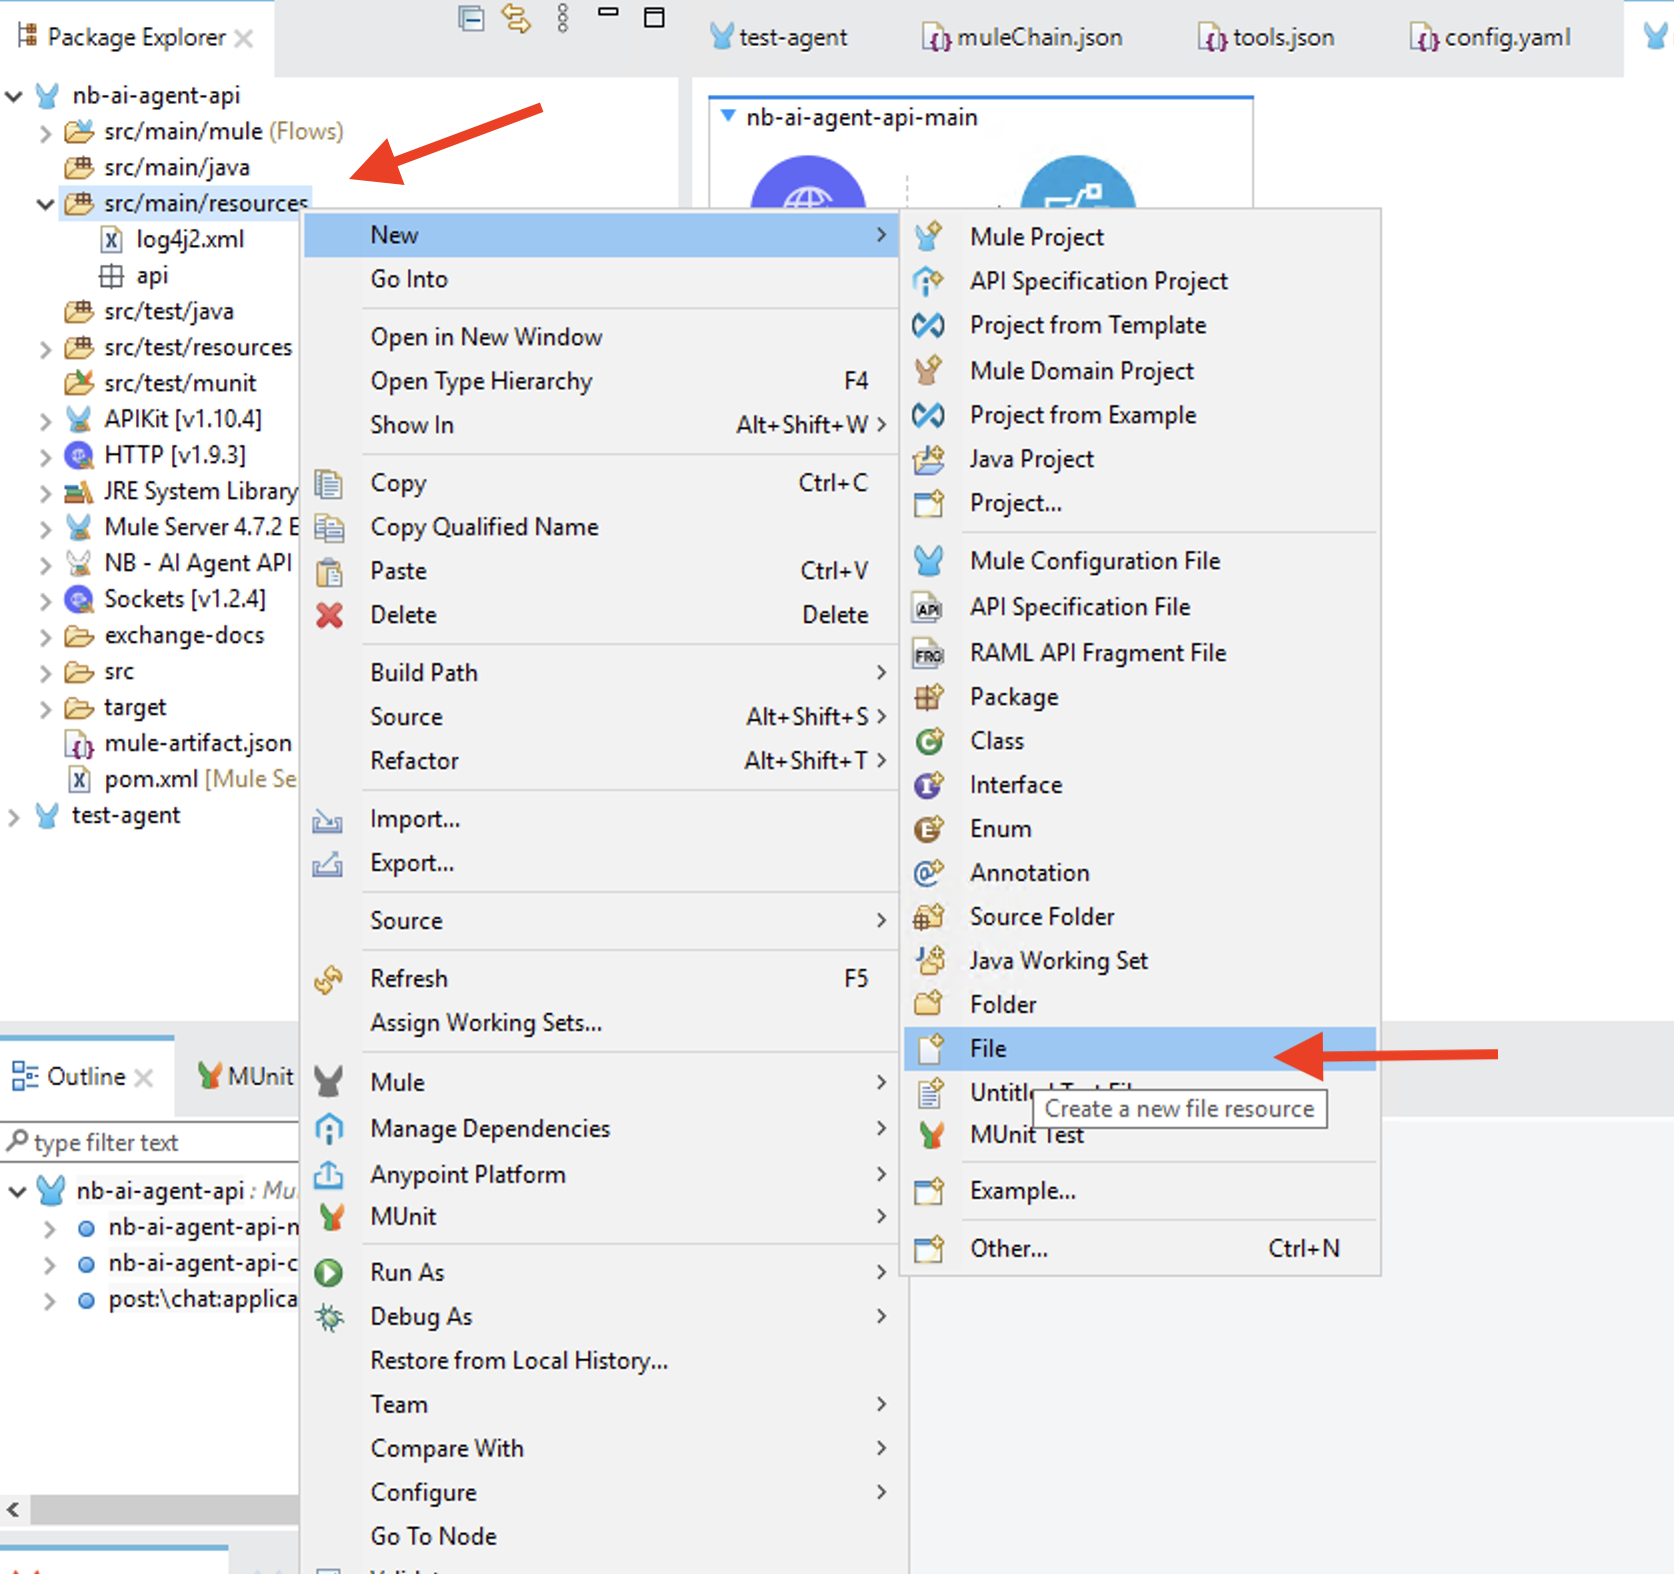 Package Explorer
test-agent
muleChain.json
tools.json
config.yaml
nb-ai-agent-api
src/main/mule (Flows)
src/main/java
src/main/resources
log4j2.xml
api
src/test/java
src/test/resources
src/test/munit
APIKit [v1.10.4]
HTTP [v1.9.3]
JRE System Library
Mule Server 4.7.2 E
NB - AI Agent API
Sockets [v1.2.4]
exchange-docs
src
target
mule-artifact.json
pom.xml [Mule Se
test-agent
nb-ai-agent-api-main
New
Go Into
Open in New Window
Open Type Hierarchy F4
Show In Alt+Shift+W >
Copy Ctrl+C
Copy Qualified Name
Paste Ctrl+V
Delete Delete
Build Path
Source Alt+Shift+S >
Refactor Alt+Shift+T >
Import...
Export...
Source
Refresh F5
Assign Working Sets...
Mule
Manage Dependencies
Anypoint Platform
MUnit
Run As
Debug As
Restore from Local History...
Team
Compare With
Configure
Go To Node
Mule Project
API Specification Project
Project from Template
Mule Domain Project
Project from Example
Java Project
Project...
Mule Configuration File
API Specification File
RAML API Fragment File
Package
Class
Interface
Enum
Annotation
Source Folder
Java Working Set
Folder
File
Create a new file resource
MUnit Test
Example...
Other... Ctrl+N
Outline
MUnit
type filter text
nb-ai-agent-api : Mu
nb-ai-agent-api-n
nb-ai-agent-api-c
post:\chat:applica